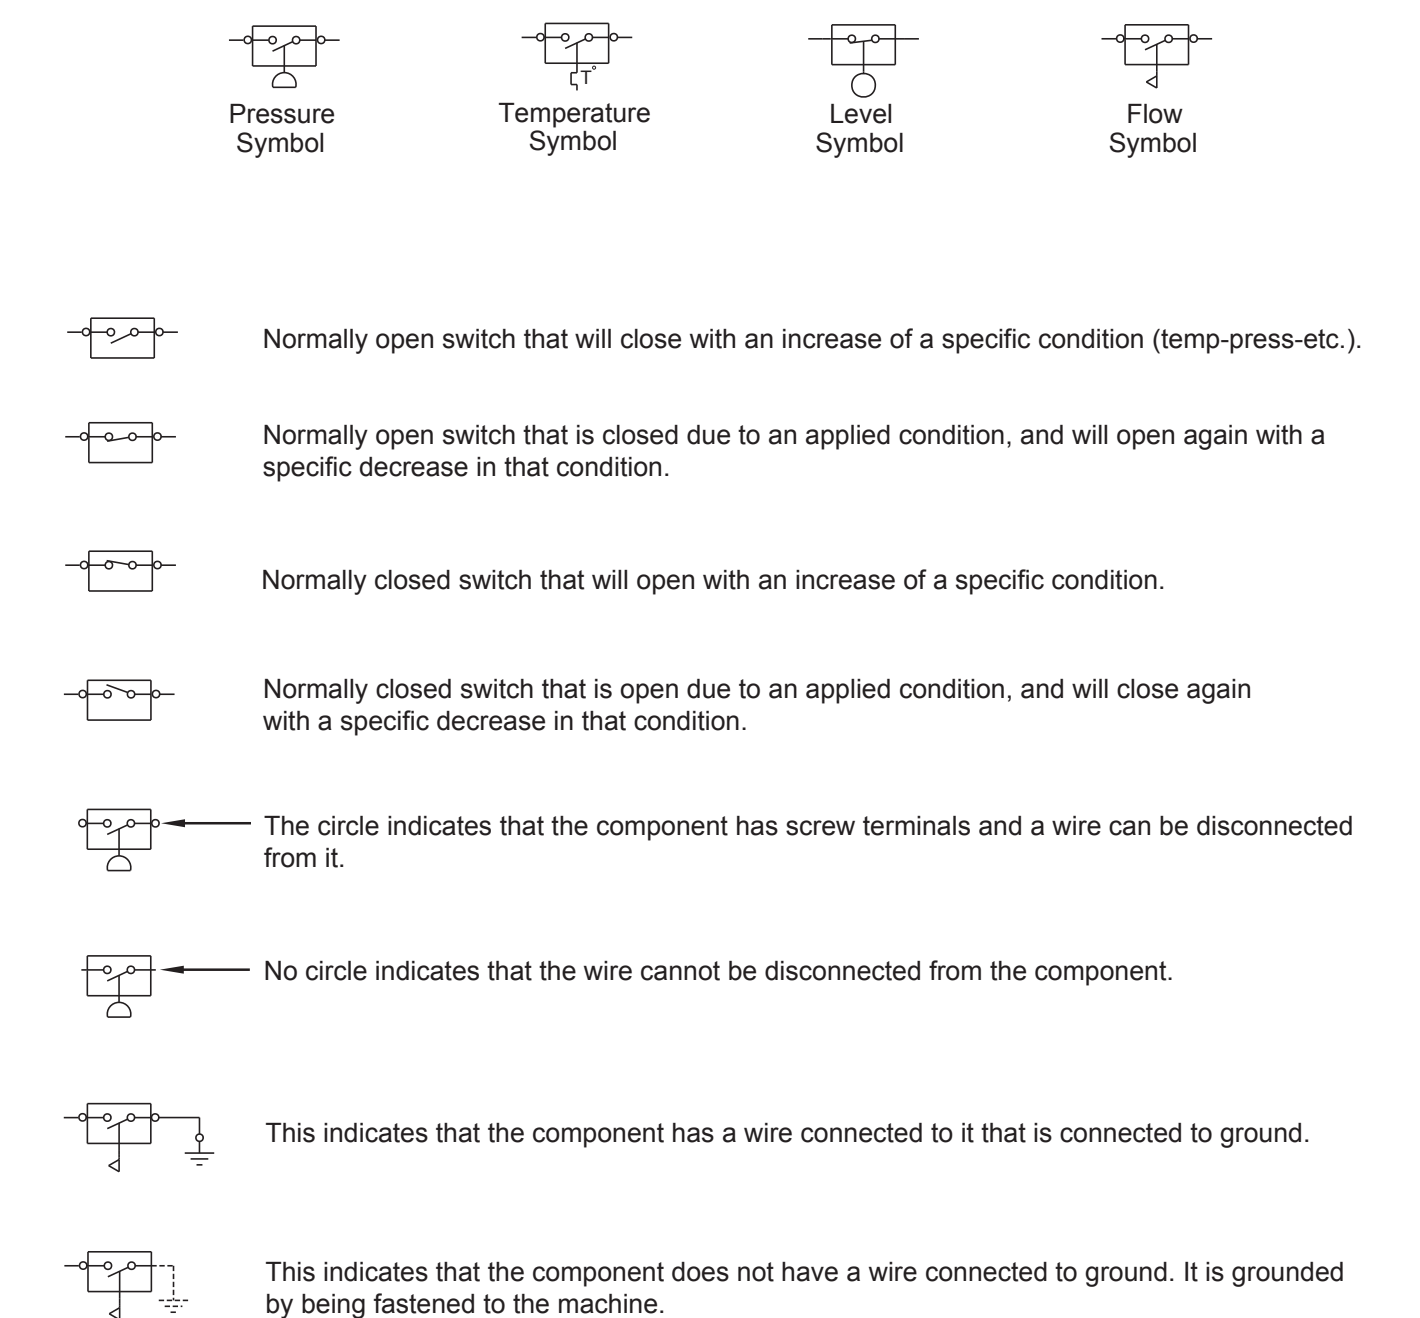 T°
Pressure
Symbol
Temperature
Symbol
Level
Symbol
Flow
Symbol
Normally open switch that will close with an increase of a specific condition (temp-press-etc.).
Normally open switch that is closed due to an applied condition, and will open again with a
specific decrease in that condition.
Normally closed switch that will open with an increase of a specific condition.
Normally closed switch that is open due to an applied condition, and will close again
with a specific decrease in that condition.
The circle indicates that the component has screw terminals and a wire can be disconnected
from it.
No circle indicates that the wire cannot be disconnected from the component.
This indicates that the component has a wire connected to it that is connected to ground.
This indicates that the component does not have a wire connected to ground. It is grounded
by being fastened to the machine.